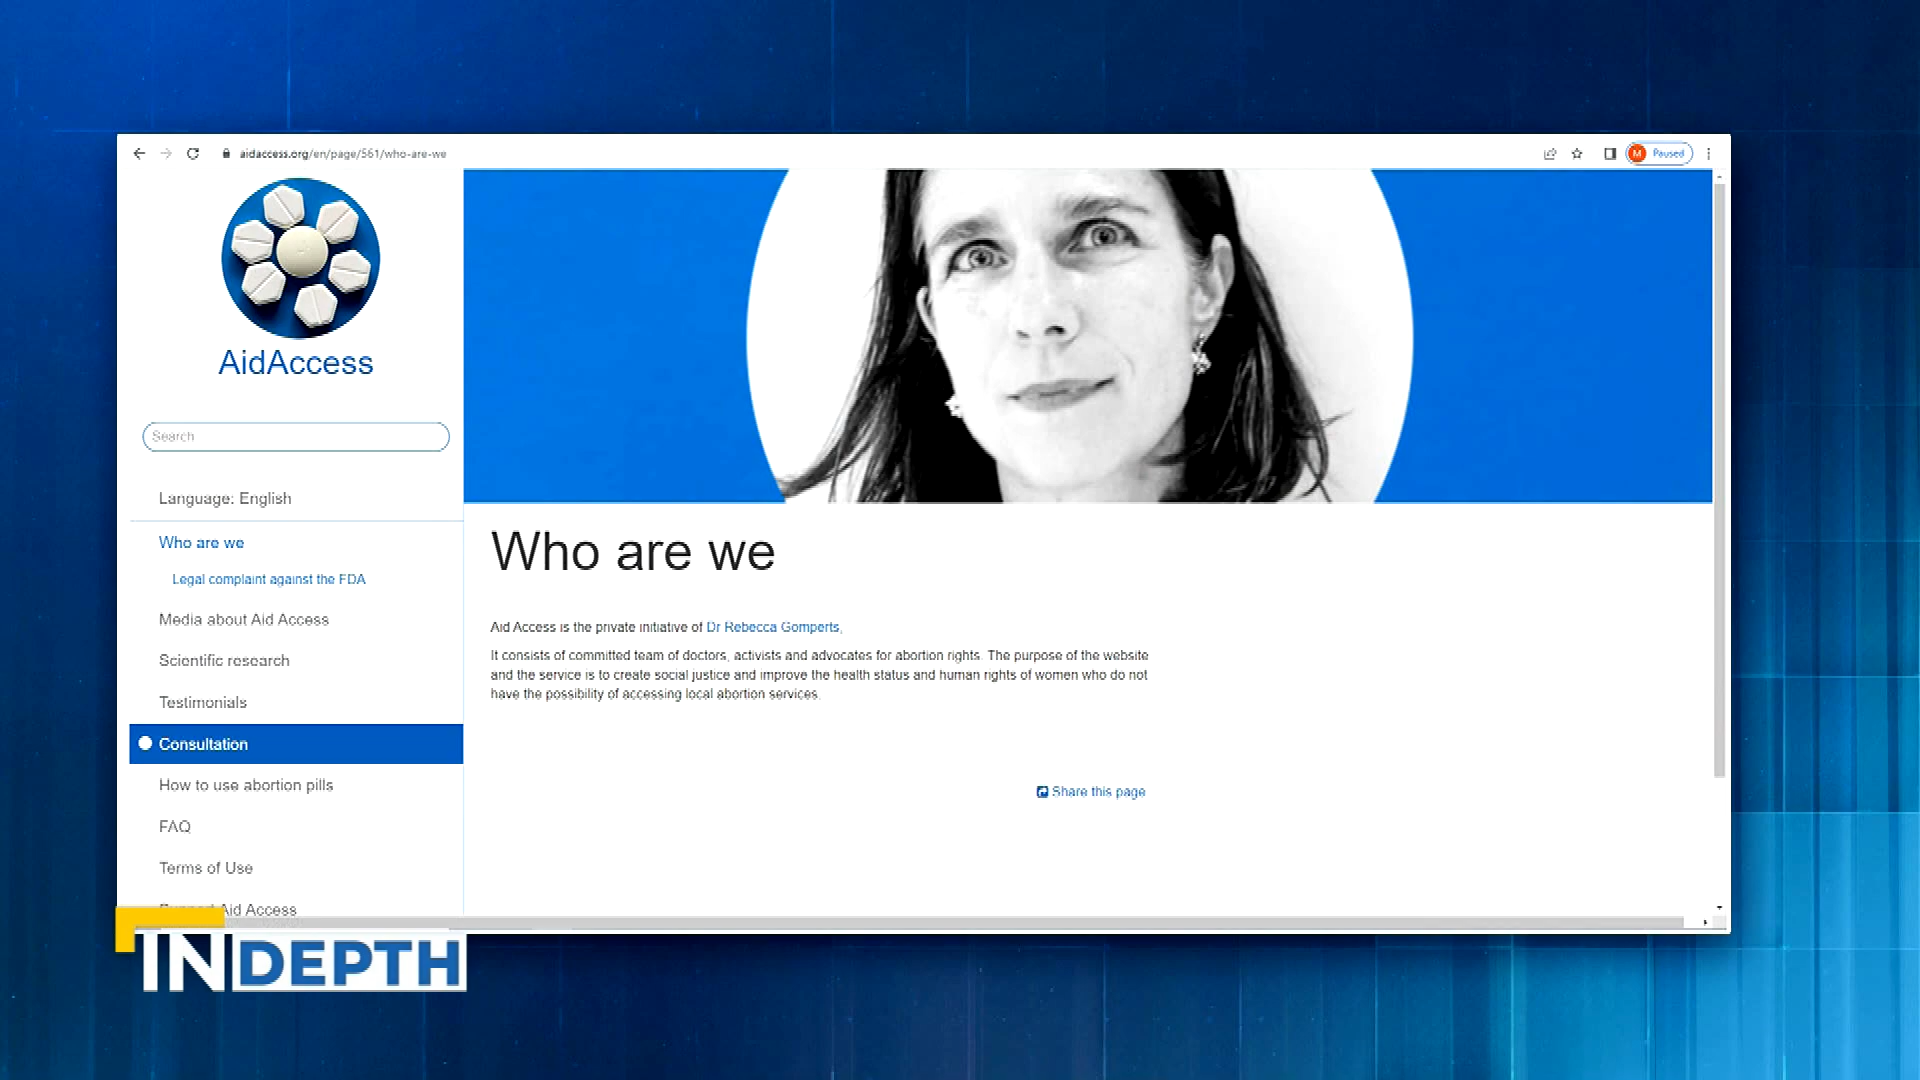 aidaccess.org/en/page/561/who-are-we
M Paused
AidAccess
Search
Language: English
Who are we
Legal complaint against the FDA
Media about Aid Access
Scientific research
Testimonials
Consultation
How to use abortion pills
FAQ
Terms of Use
Support Aid Access
Who are we
Aid Access is the private initiative of Dr Rebecca Gomperts,
It consists of committed team of doctors, activists and advocates for abortion rights. The purpose of the website
and the service is to create social justice and improve the health status and human rights of women who do not
have the possibility of accessing local abortion services.
Share this page
IN DEPTH